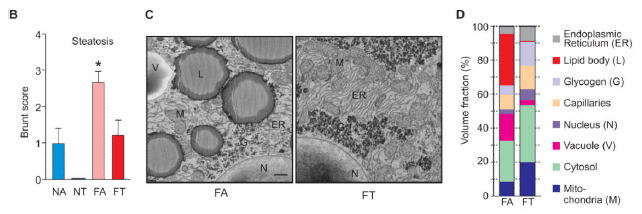 B
Steatosis
Brunt score
4
3
2
1
0
*
NA NT FA FT
C
V
L
M
ER
G
N
FA
M
ER
G
N
FT
D
Volume fraction (%)
100
80
60
40
20
0
FA FT
Endoplasmic
Reticulum (ER)
Lipid body (L)
Glycogen (G)
Capillaries
Nucleus (N)
Vacuole (V)
Cytosol
Mito-
chondria (M)